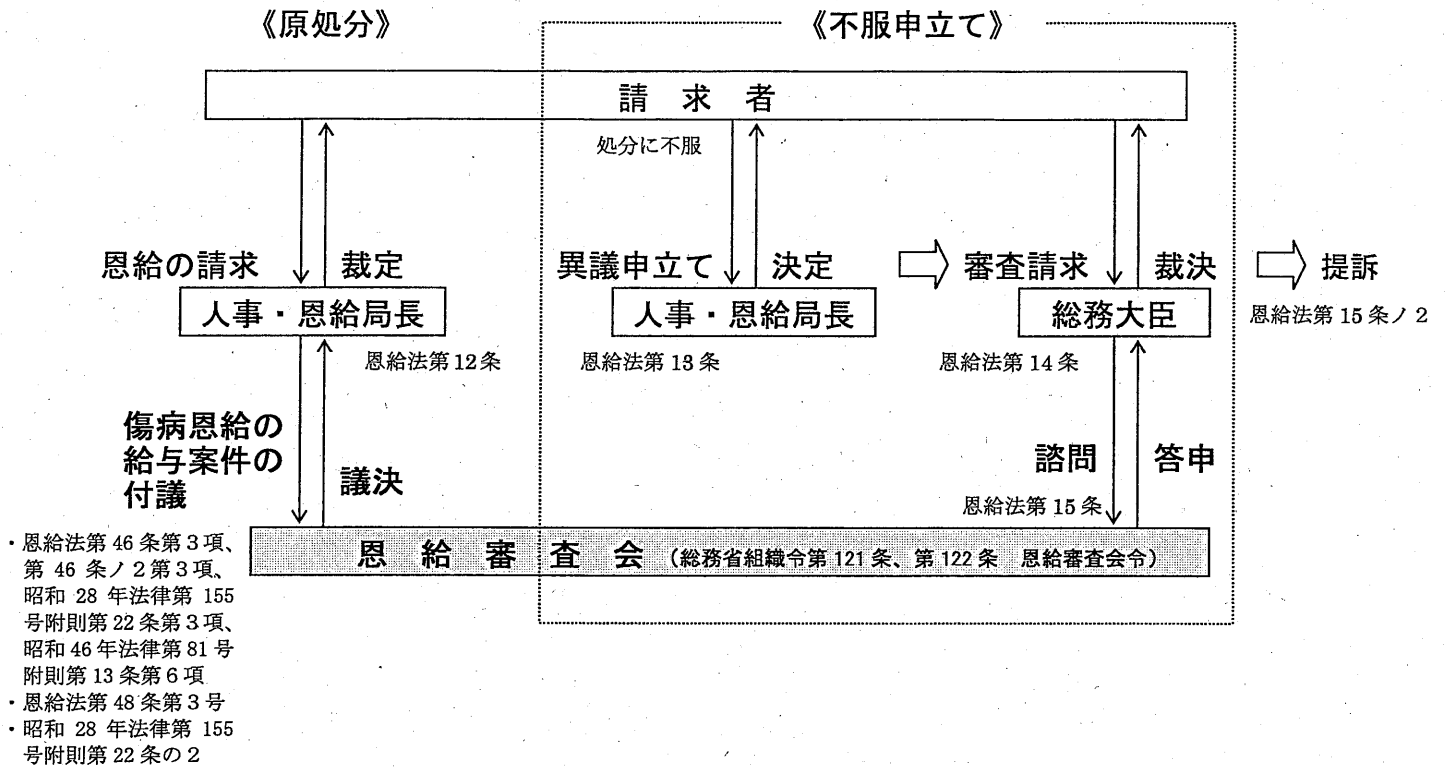 《原処分》
《不服申立て》
請求者
処分に不服
恩給の請求
裁定
異議申立て
決定
審査請求
裁決
提訴
人事・恩給局長
人事・恩給局長
総務大臣
恩給法第15条ノ2
恩給法第12条
恩給法第13条
恩給法第14条
傷病恩給の
給与案件の
付議
議決
諮問
答申
恩給法第15条
恩給審査会(総務省組織令第121条、第122条 恩給審査会令)
・恩給法第46条第3項、
第46条ノ2第3項、
昭和28年法律第155
号附則第22条第3項、
昭和46年法律第81号
附則第13条第6項
・恩給法第48条第3号
・昭和28年法律第155
号附則第22条の2